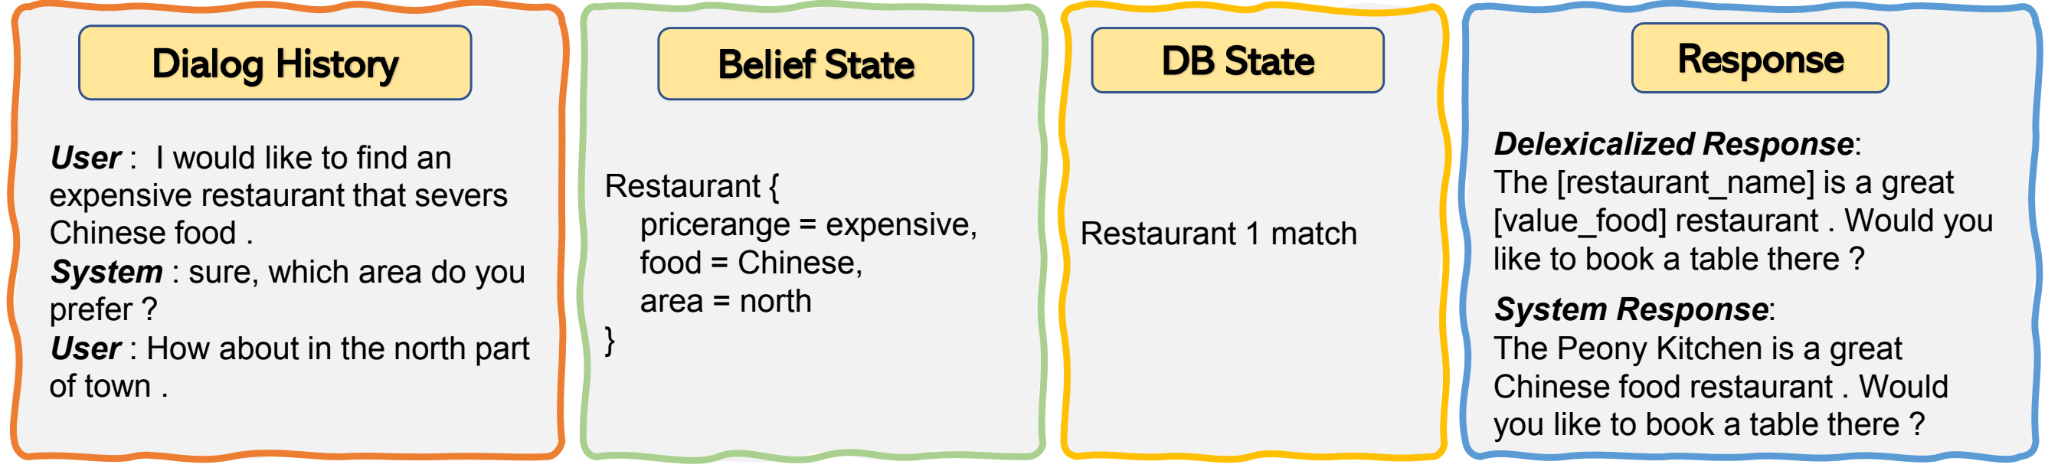 Dialog History
User :  I would like to find an
expensive restaurant that severs
Chinese food .
System : sure, which area do you
prefer ?
User : How about in the north part
of town .
Belief State
Restaurant {
pricerange = expensive,
food = Chinese,
area = north
}
DB State
Restaurant 1 match
Response
Delexicalized Response:
The [restaurant_name] is a great
[value_food] restaurant . Would you
like to book a table there ?
System Response:
The Peony Kitchen is a great
Chinese food restaurant . Would
you like to book a table there ?